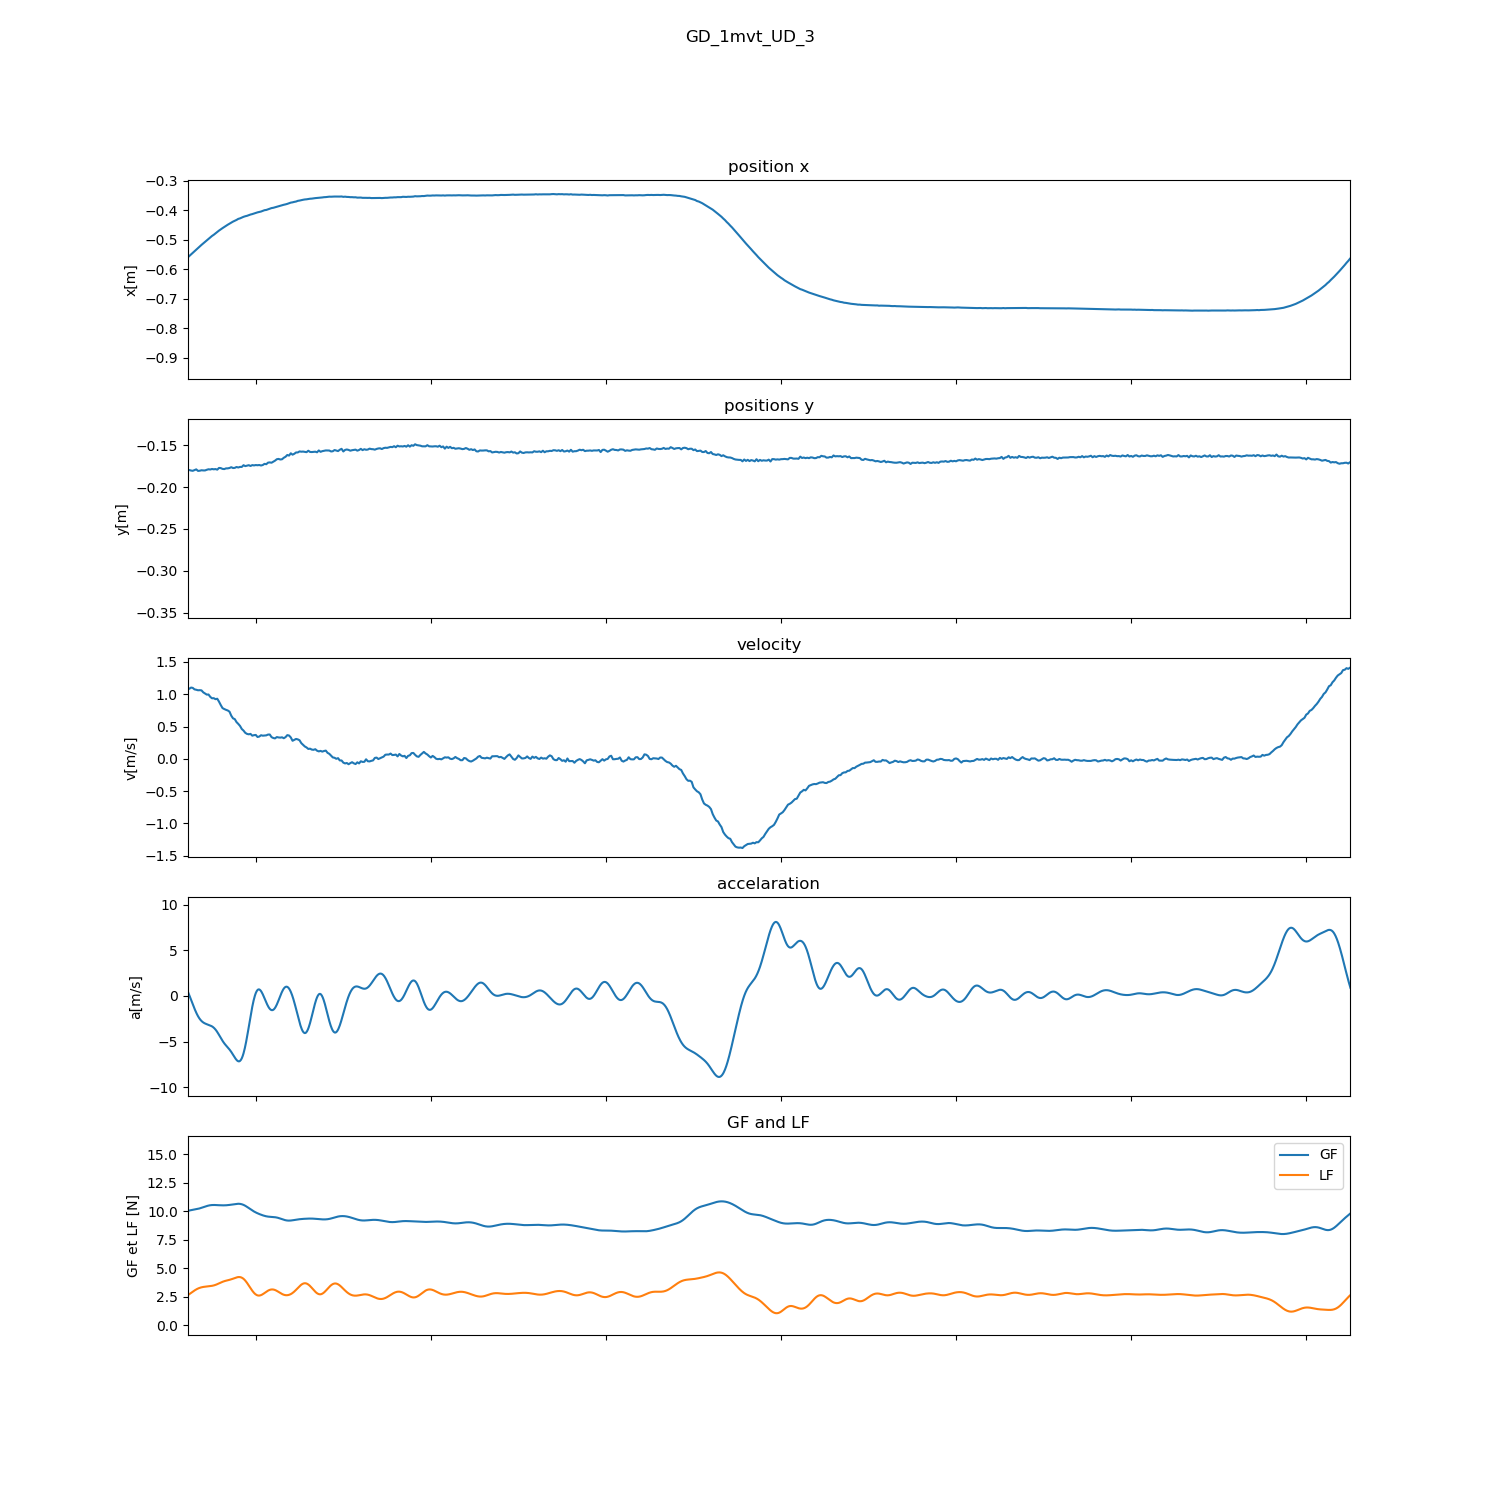 GD_1mvt_UD_3
position x
−0.3
−0.4
−0.5
−0.6
−0.7
−0.8
−0.9
x[m]
positions y
−0.15
−0.20
−0.25
−0.30
−0.35
y[m]
velocity
1.5
1.0
0.5
0.0
−0.5
−1.0
−1.5
v[m/s]
accelaration
10
5
0
−5
−10
a[m/s]
GF and LF
15.0
12.5
10.0
7.5
5.0
2.5
0.0
GF et LF [N]
GF
LF